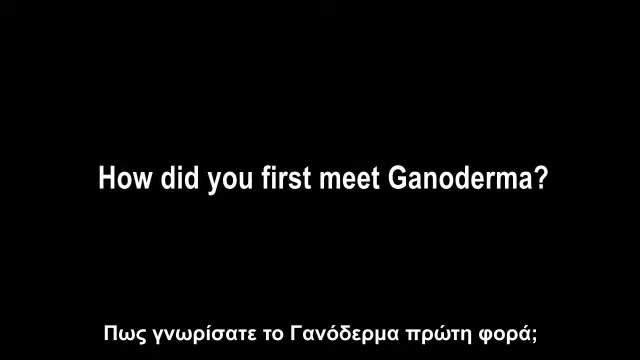 How did you first meet Ganoderma?
Πως γνωρίσατε το Γανόδερμα πρώτη φορά;